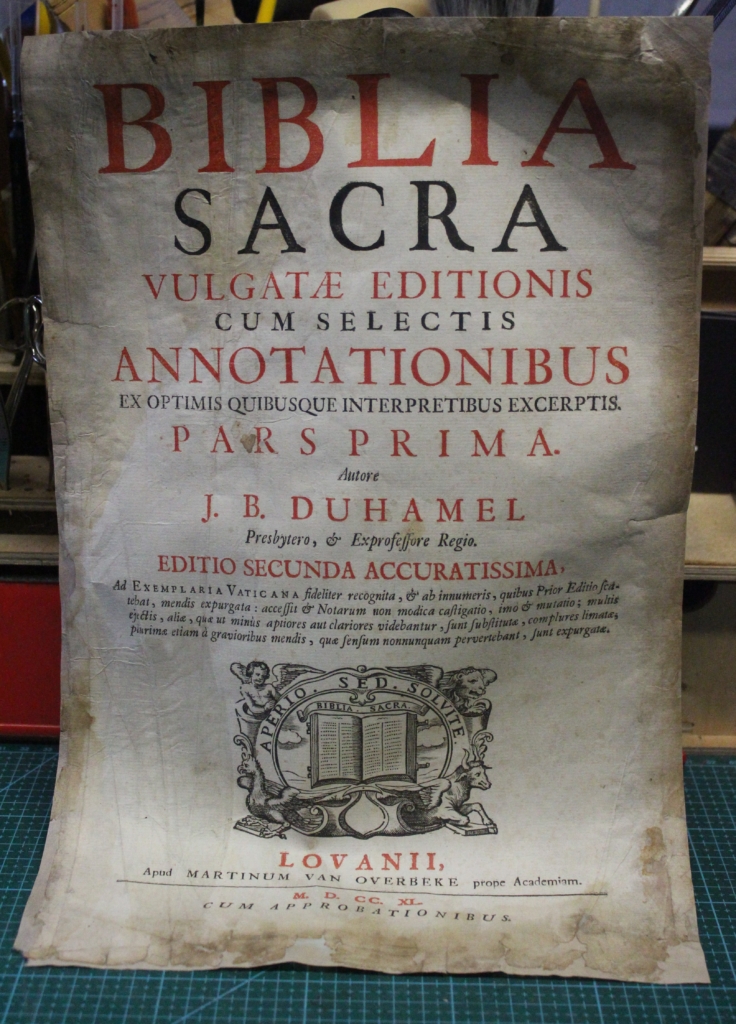 BIBLIA
SACRA
VULGATÆ EDITIONIS
CUM SELECTIS
ANNOTATIONIBUS
EX OPTIMIS QUIBUSQUE INTERPRETIBUS EXCERPTIS.
PARS PRIMA.
Autore
J. B. DUHAMEL
Presbytero, & Exprofeſſore Regio.
EDITIO SECUNDA ACCURATISSIMA,
Ad EXEMPLARIA VATICANA fideliter recognita, & ab innumeris, quibus Prior Editio ſca-
tebat, mendis expurgata: acceſſit & Notarum non modica caſtigatio, imò & mutatio; multis
ejectis, aliæ, quæ ut minùs aptiores aut clariores videbantur, ſunt ſubſtitutæ, complures limatæ,
plurimæ etiam à gravioribus mendis, quæ ſenſum nonnunquam pervertebant, ſunt expurgatæ.
APERIO. SED. SOLVITE.
BIBLIA SACRA
LOVANII,
Apud MARTINUM VAN OVERBEKE prope Academiam.
M. D. CC. XL.
CUM APPROBATIONIBUS.